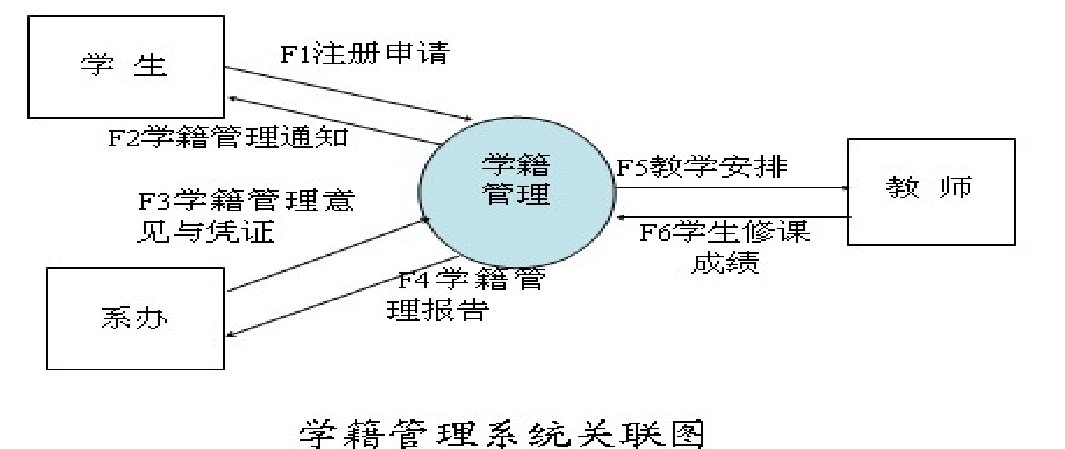 学 生
F1注册申请
F2学籍管理通知
学籍
管理
F5教学安排
教 师
F3学籍管理意
见与凭证
F6学生修课
成绩
系办
F4学籍管
理报告
学籍管理系统关联图